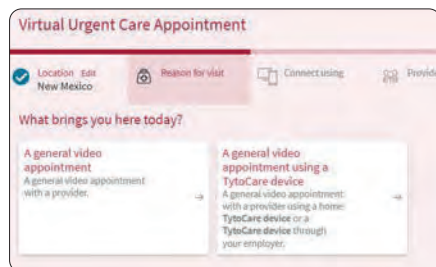 Virtual Urgent Care Appointment
Location Edit
New Mexico
Reason for visit
Connect using
Provide
What brings you here today?
A general video
appointment
A general video appointment
with a provider.
A general video
appointment using a
TytoCare device
A general video appointment
with a provider using a home
TytoCare device or a
TytoCare device through
your employer.